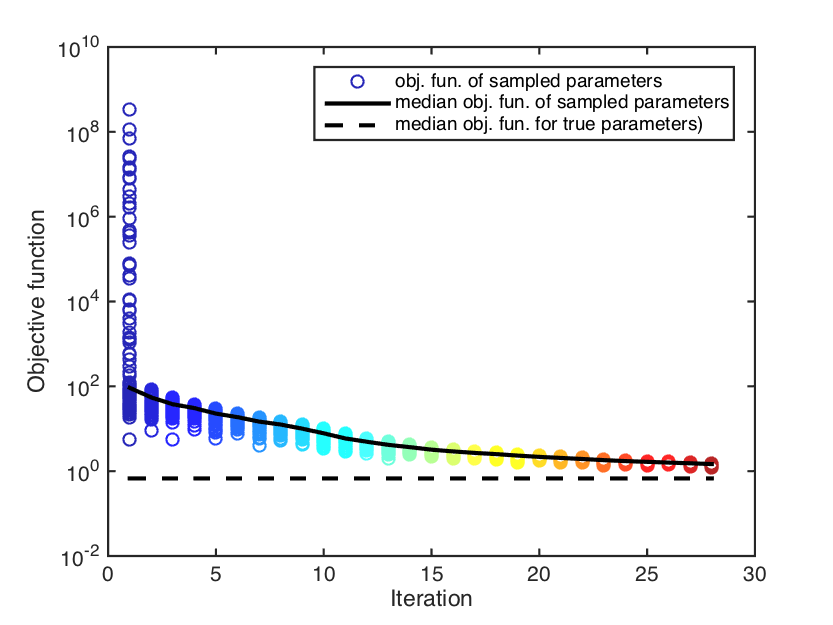 10^10
10^8
10^6
10^4
10^2
10^0
10^-2
0
5
10
15
20
25
30
Objective function
Iteration
obj. fun. of sampled parameters
median obj. fun. of sampled parameters
median obj. fun. for true parameters)